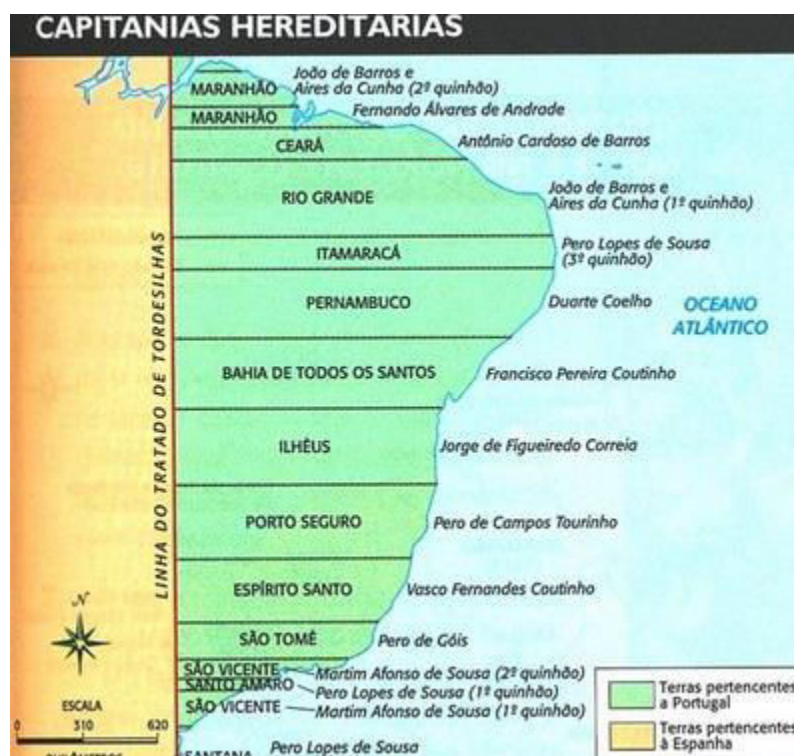 CAPITANIAS HEREDITÁRIAS
João de Barros e
Aires da Cunha (2º quinhão)
MARANHÃO
Fernando Álvares de Andrade
MARANHÃO
Antônio Cardoso de Barros
CEARÁ
João de Barros e
Aires da Cunha (1º quinhão)
RIO GRANDE
Pero Lopes de Sousa
(3º quinhão)
ITAMARACÁ
PERNAMBUCO
Duarte Coelho
OCEANO
ATLÂNTICO
LINHA DO TRATADO DE TORDESILHAS
BAHIA DE TODOS OS SANTOS
Francisco Pereira Coutinho
ILHÉUS
Jorge de Figueiredo Correia
PORTO SEGURO
Pero de Campos Tourinho
ESPÍRITO SANTO
Vasco Fernandes Coutinho
N
SÃO TOMÉ
Pero de Góis
SÃO VICENTE
Martim Afonso de Sousa (2º quinhão)
SANTO AMARO
Pero Lopes de Sousa (1º quinhão)
SÃO VICENTE
Martim Afonso de Sousa (1º quinhão)
SANTANA
Pero Lopes de Sousa
ESCALA
0 310 620
QUILÔMETROS
Terras pertencentes
a Portugal
Terras pertencentes
à Espanha